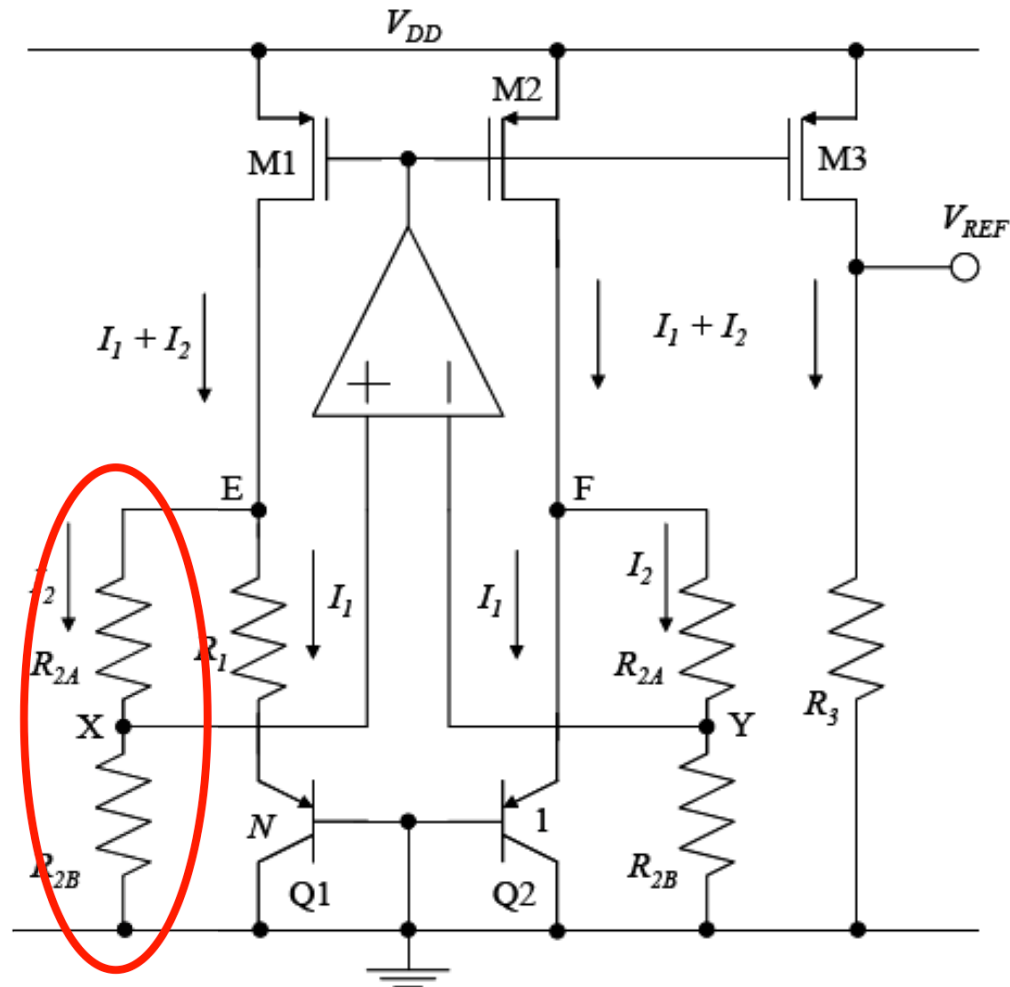 V_DD
M2
M1
M3
V_REF
I_1 + I_2
I_1 + I_2
+
−
E
F
I_2
I_1
I_1
I_2
R_2A
R_1
R_2A
R_3
X
Y
N
1
R_2B
Q1
Q2
R_2B